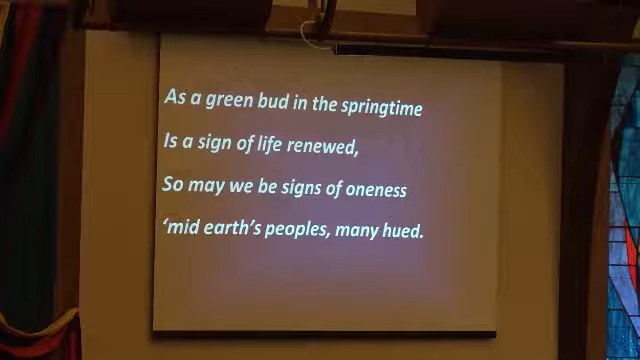 As a green bud in the springtime
Is a sign of life renewed,
So may we be signs of oneness
‘mid earth’s peoples, many hued.